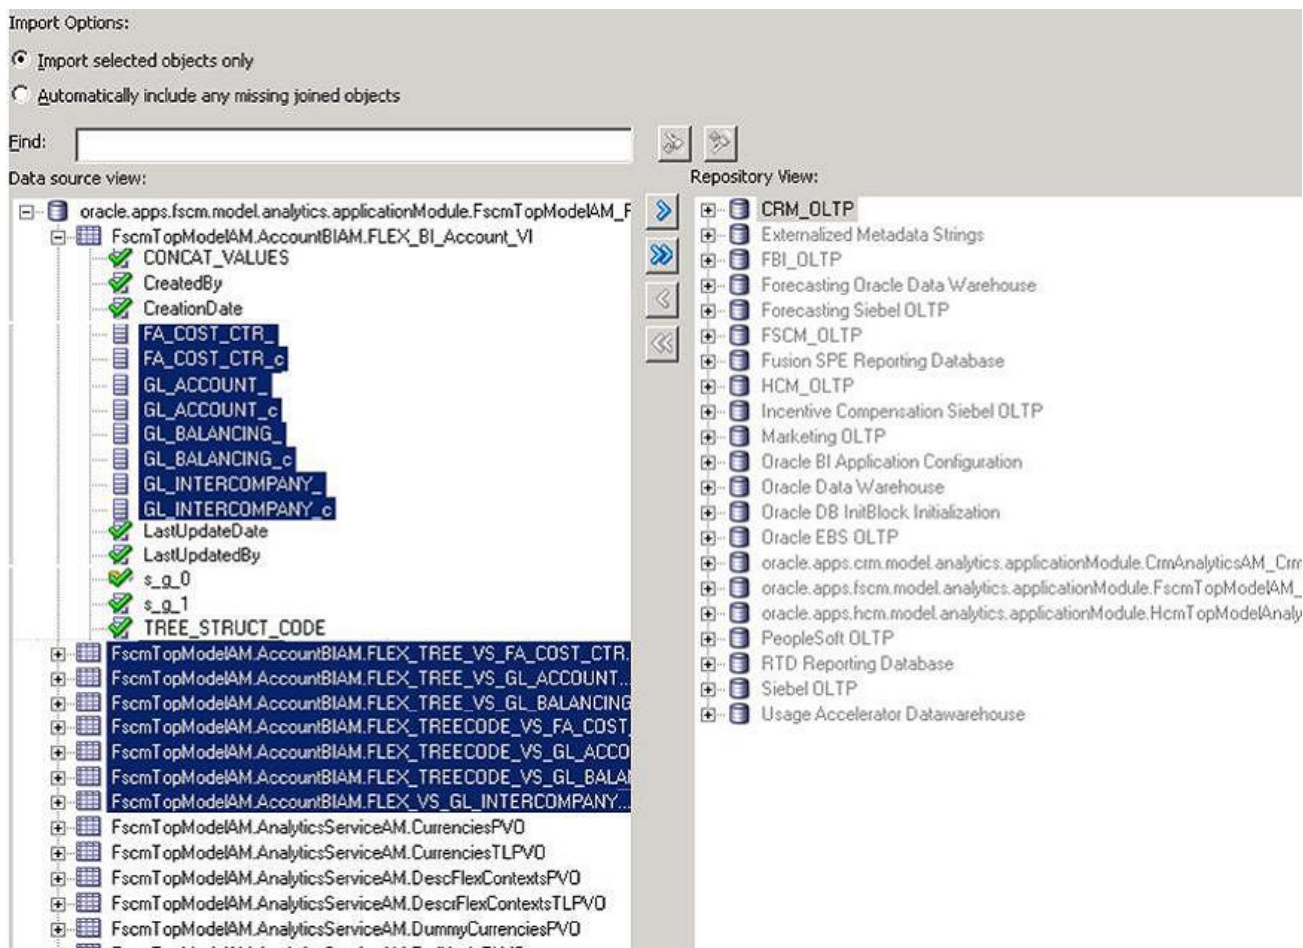 Import Options:
Import selected objects only
Automatically include any missing joined objects
Find:
Data source view:
oracle.apps.fscm.model.analytics.applicationModule.FscmTopModelAM_F
FscmTopModelAM.AccountBIAM.FLEX_BI_Account_VI
CONCAT_VALUES
CreatedBy
CreationDate
FA_COST_CTR_
FA_COST_CTR_c
GL_ACCOUNT_
GL_ACCOUNT_c
GL_BALANCING_
GL_BALANCING_c
GL_INTERCOMPANY_
GL_INTERCOMPANY_c
LastUpdateDate
LastUpdatedBy
s_g_0
s_g_1
TREE_STRUCT_CODE
FscmTopModelAM.AccountBIAM.FLEX_TREE_VS_FA_COST_CTR.
FscmTopModelAM.AccountBIAM.FLEX_TREE_VS_GL_ACCOUNT...
FscmTopModelAM.AccountBIAM.FLEX_TREE_VS_GL_BALANCING
FscmTopModelAM.AccountBIAM.FLEX_TREECODE_VS_FA_COST_
FscmTopModelAM.AccountBIAM.FLEX_TREECODE_VS_GL_ACCO
FscmTopModelAM.AccountBIAM.FLEX_TREECODE_VS_GL_BALAN
FscmTopModelAM.AccountBIAM.FLEX_VS_GL_INTERCOMPANY...
FscmTopModelAM.AnalyticsServiceAM.CurrenciesPVO
FscmTopModelAM.AnalyticsServiceAM.CurrenciesTLPVO
FscmTopModelAM.AnalyticsServiceAM.DescFlexContextsPVO
FscmTopModelAM.AnalyticsServiceAM.DescrFlexContextsTLPVO
FscmTopModelAM.AnalyticsServiceAM.DummyCurrenciesPVO
Repository View:
CRM_OLTP
Externalized Metadata Strings
FBI_OLTP
Forecasting Oracle Data Warehouse
Forecasting Siebel OLTP
FSCM_OLTP
Fusion SPE Reporting Database
HCM_OLTP
Incentive Compensation Siebel OLTP
Marketing OLTP
Oracle BI Application Configuration
Oracle Data Warehouse
Oracle DB InitBlock Initialization
Oracle EBS OLTP
oracle.apps.crm.model.analytics.applicationModule.CrmAnalyticsAM_Crm
oracle.apps.fscm.model.analytics.applicationModule.FscmTopModelAM_
oracle.apps.hcm.model.analytics.applicationModule.HcmTopModelAnaly
PeopleSoft OLTP
RTD Reporting Database
Siebel OLTP
Usage Accelerator Datawarehouse